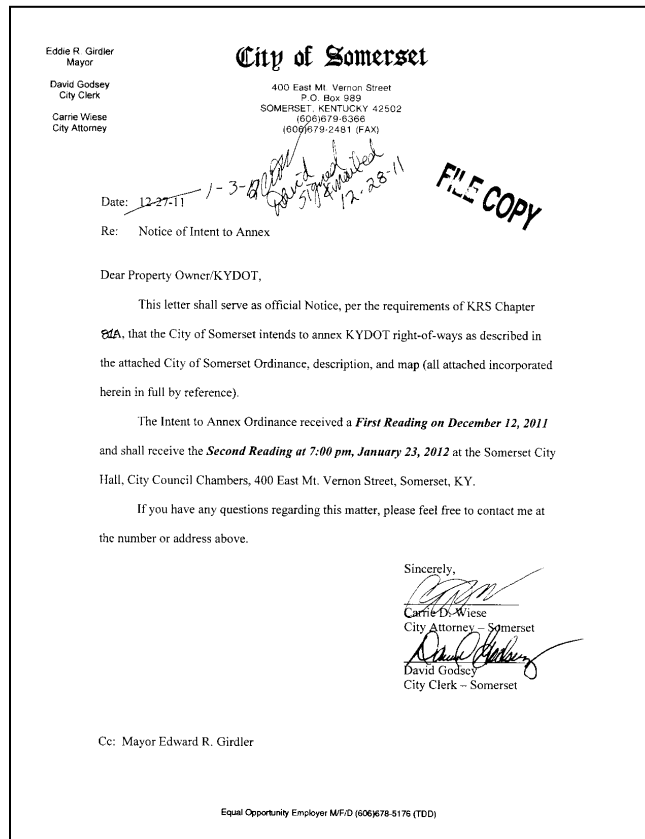 Eddie R. Girdler
Mayor
David Godsey
City Clerk
Carrie Wiese
City Attorney
City of Somerset
400 East Mt. Vernon Street
P.O. Box 989
SOMERSET, KENTUCKY 42502
(606)679-6366
(606)679-2481 (FAX)
David
signed
& mailed
12-28-11
FILE COPY
Date: 12-27-11 1-3-12
Re: Notice of Intent to Annex
Dear Property Owner/KYDOT,
This letter shall serve as official Notice, per the requirements of KRS Chapter
81A, that the City of Somerset intends to annex KYDOT right-of-ways as described in
the attached City of Somerset Ordinance, description, and map (all attached incorporated
herein in full by reference).
The Intent to Annex Ordinance received a First Reading on December 12, 2011
and shall receive the Second Reading at 7:00 pm, January 23, 2012 at the Somerset City
Hall, City Council Chambers, 400 East Mt. Vernon Street, Somerset, KY.
If you have any questions regarding this matter, please feel free to contact me at
the number or address above.
Sincerely,
Carrie D. Wiese
City Attorney – Somerset
David Godsey
City Clerk – Somerset
Cc: Mayor Edward R. Girdler
Equal Opportunity Employer M/F/D (606)678-5176 (TDD)